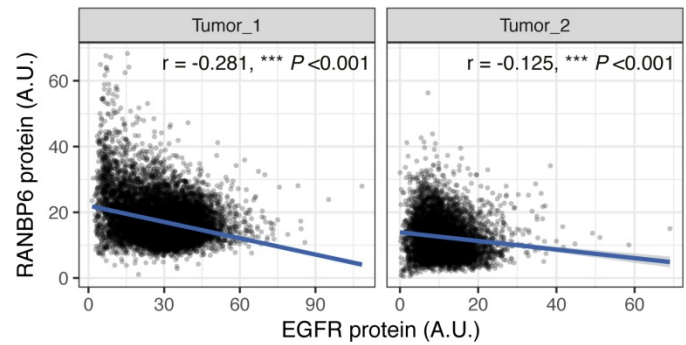 Tumor_1
Tumor_2
r = -0.281, *** P<0.001
r = -0.125, *** P<0.001
RANBP6 protein (A.U.)
60
40
20
0
0 30 60 90
0 20 40 60
EGFR protein (A.U.)